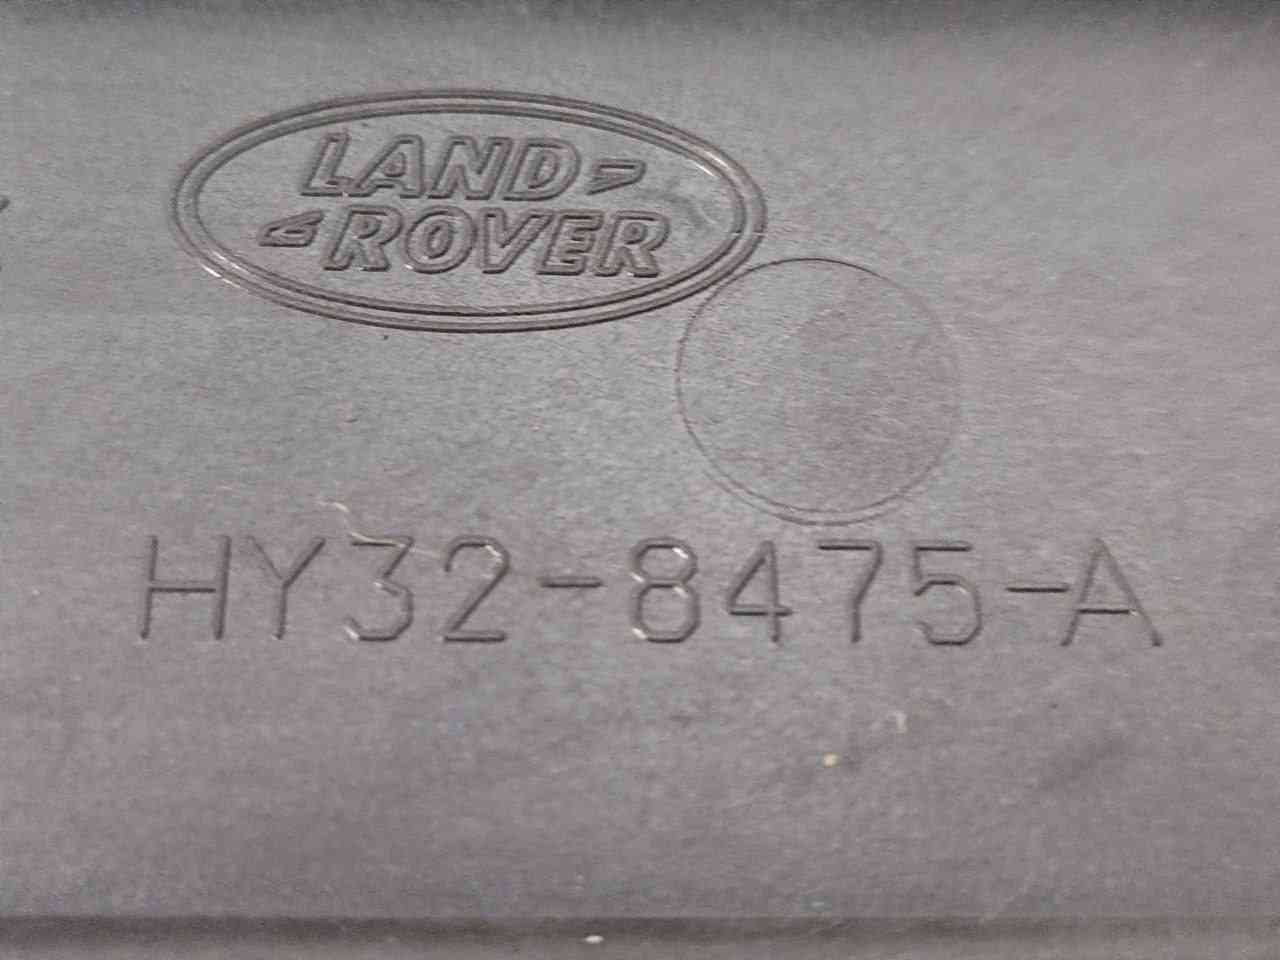 LAND
ROVER
HY32-8475-A